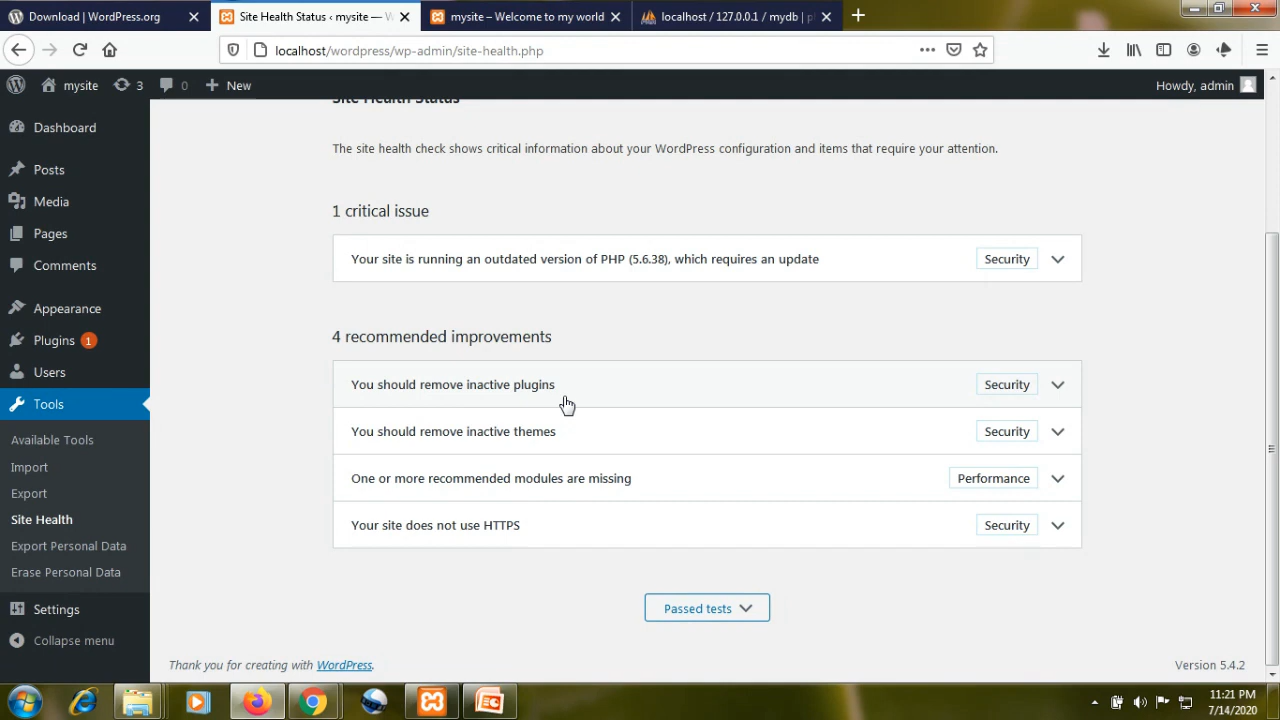 Download | WordPress.org
Site Health Status ‹ mysite — W
mysite – Welcome to my world
localhost / 127.0.0.1 / mydb | p
localhost/wordpress/wp-admin/site-health.php
mysite
3
0
New
Howdy, admin
Dashboard
Posts
Media
Pages
Comments
Appearance
Plugins 1
Users
Tools
Available Tools
Import
Export
Site Health
Export Personal Data
Erase Personal Data
Settings
Collapse menu
Site Health Status
The site health check shows critical information about your WordPress configuration and items that require your attention.
1 critical issue
Your site is running an outdated version of PHP (5.6.38), which requires an update
Security
4 recommended improvements
You should remove inactive plugins
Security
You should remove inactive themes
Security
One or more recommended modules are missing
Performance
Your site does not use HTTPS
Security
Passed tests
Thank you for creating with WordPress.
Version 5.4.2
11:21 PM
7/14/2020